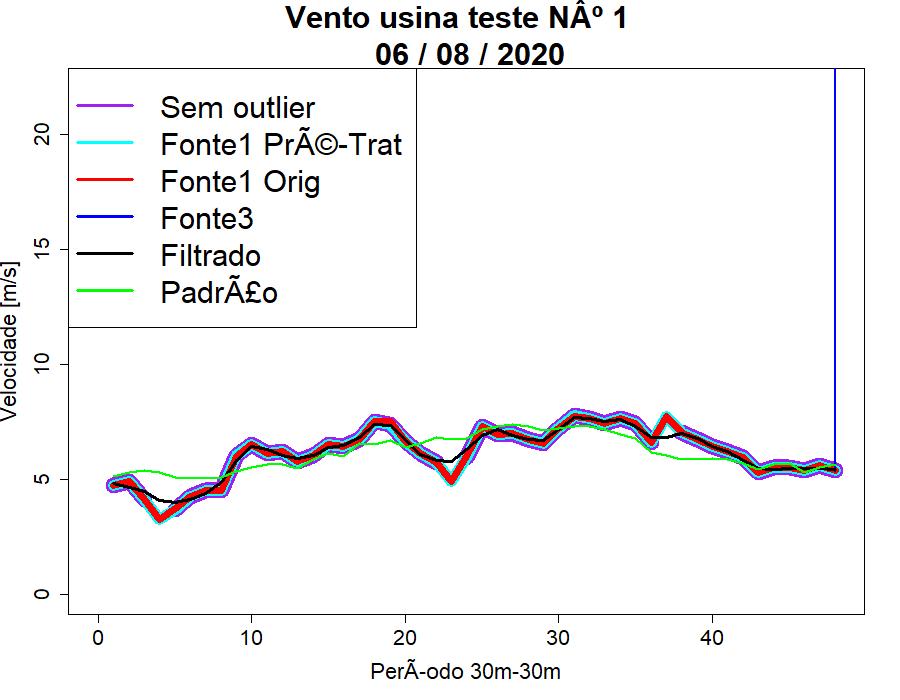 Vento usina teste NÂº 1
06 / 08 / 2020
Sem outlier
Fonte1 PrÃ©-Trat
Fonte1 Orig
Fonte3
Filtrado
PadrÃ£o
Velocidade [m/s]
20
15
10
5
0
0 10 20 30 40
PerÃ-odo 30m-30m